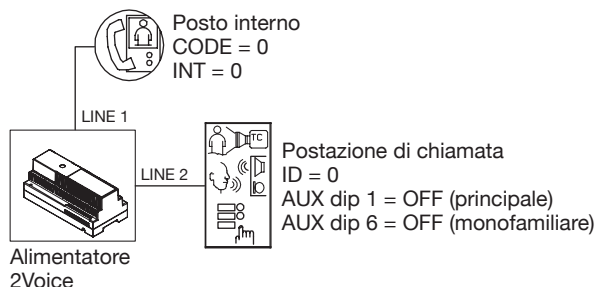 Posto interno
CODE = 0
INT = 0
LINE 1
TC
LINE 2
Postazione di chiamata
ID = 0
AUX dip 1 = OFF (principale)
AUX dip 6 = OFF (monofamiliare)
Alimentatore
2Voice